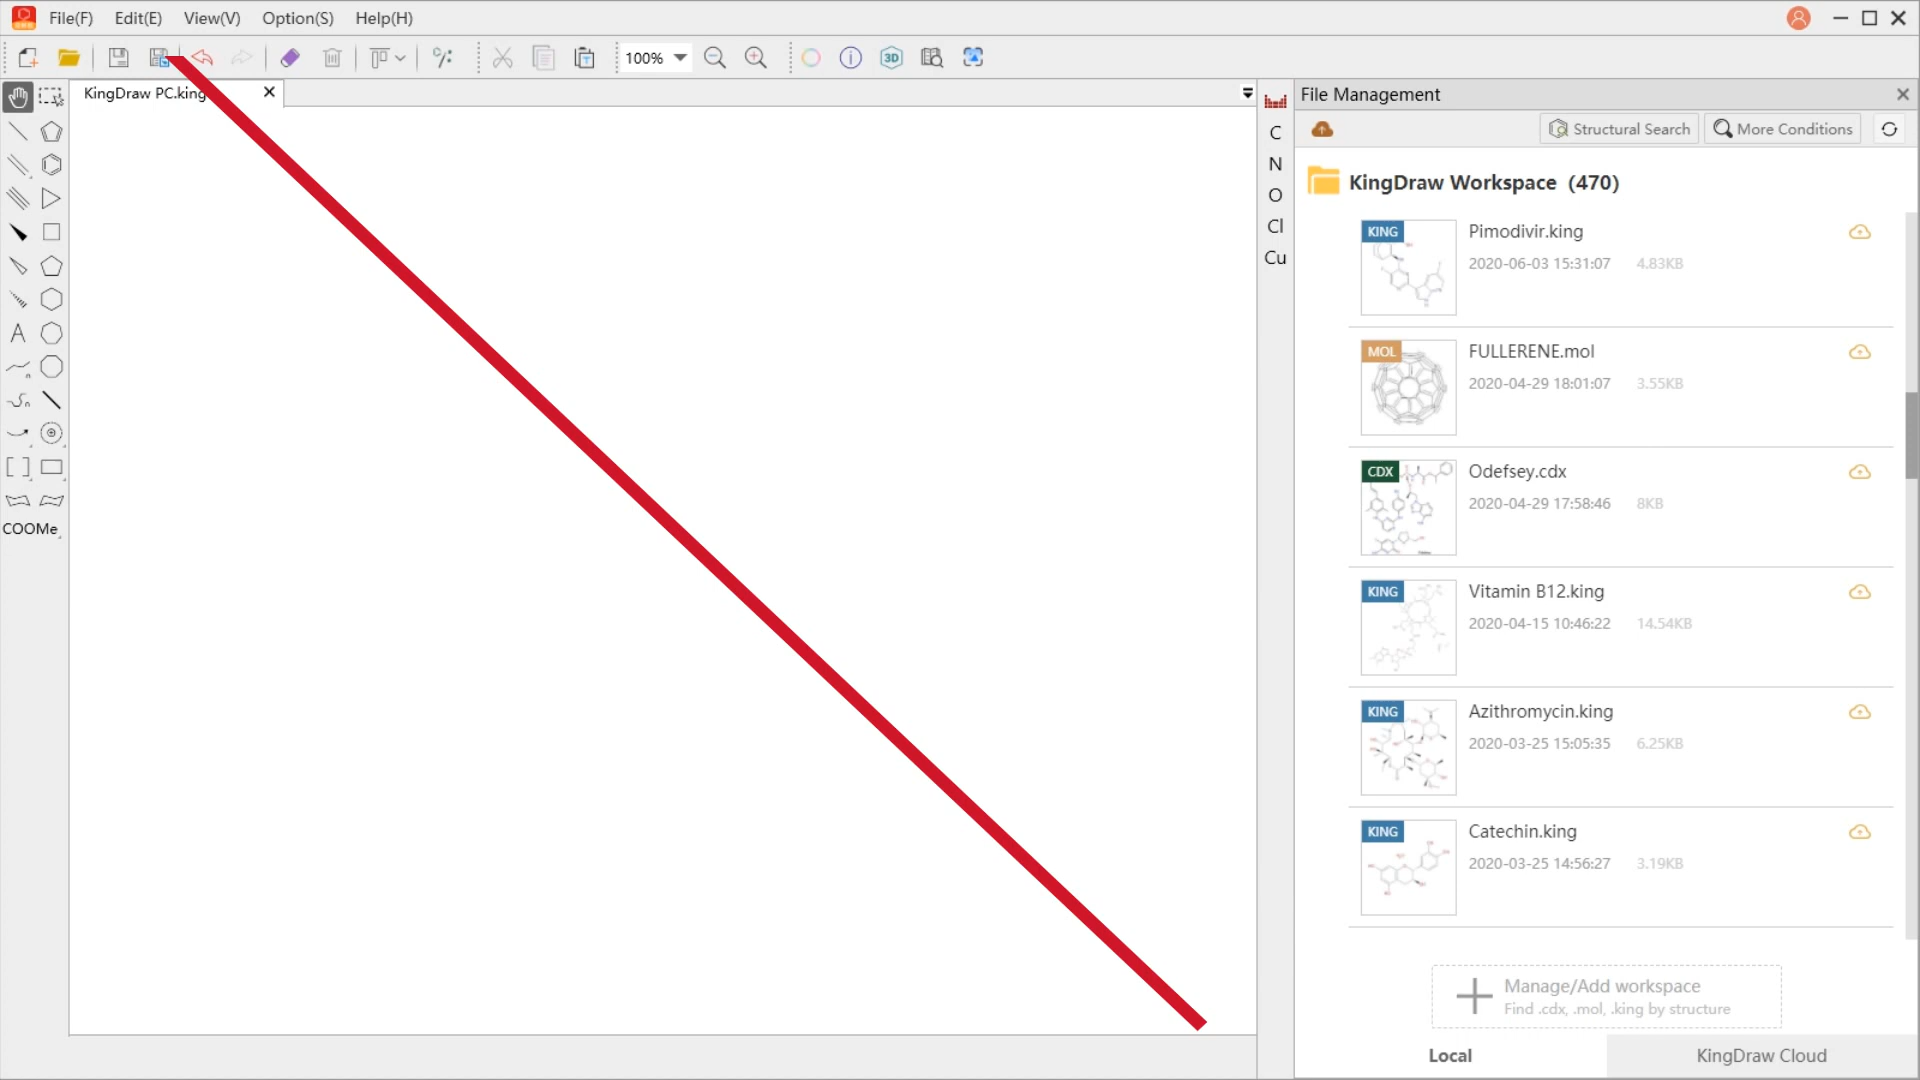 File(F) Edit(E) View(V) Option(S) Help(H)
100% 3D
KingDraw PC.king
COOMe
C
N
O
Cl
Cu
File Management
Structural Search More Conditions
KingDraw Workspace (470)
KING Pimodivir.king
2020-06-03 15:31:07 4.83KB
MOL FULLERENE.mol
2020-04-29 18:01:07 3.55KB
CDX Odefsey.cdx
2020-04-29 17:58:46 8KB
KING Vitamin B12.king
2020-04-15 10:46:22 14.54KB
KING Azithromycin.king
2020-03-25 15:05:35 6.25KB
KING Catechin.king
2020-03-25 14:56:27 3.19KB
Manage/Add workspace
Find .cdx, .mol, .king by structure
Local KingDraw Cloud